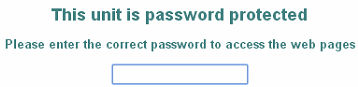 This unit is password protected
Please enter the correct password to access the web pages